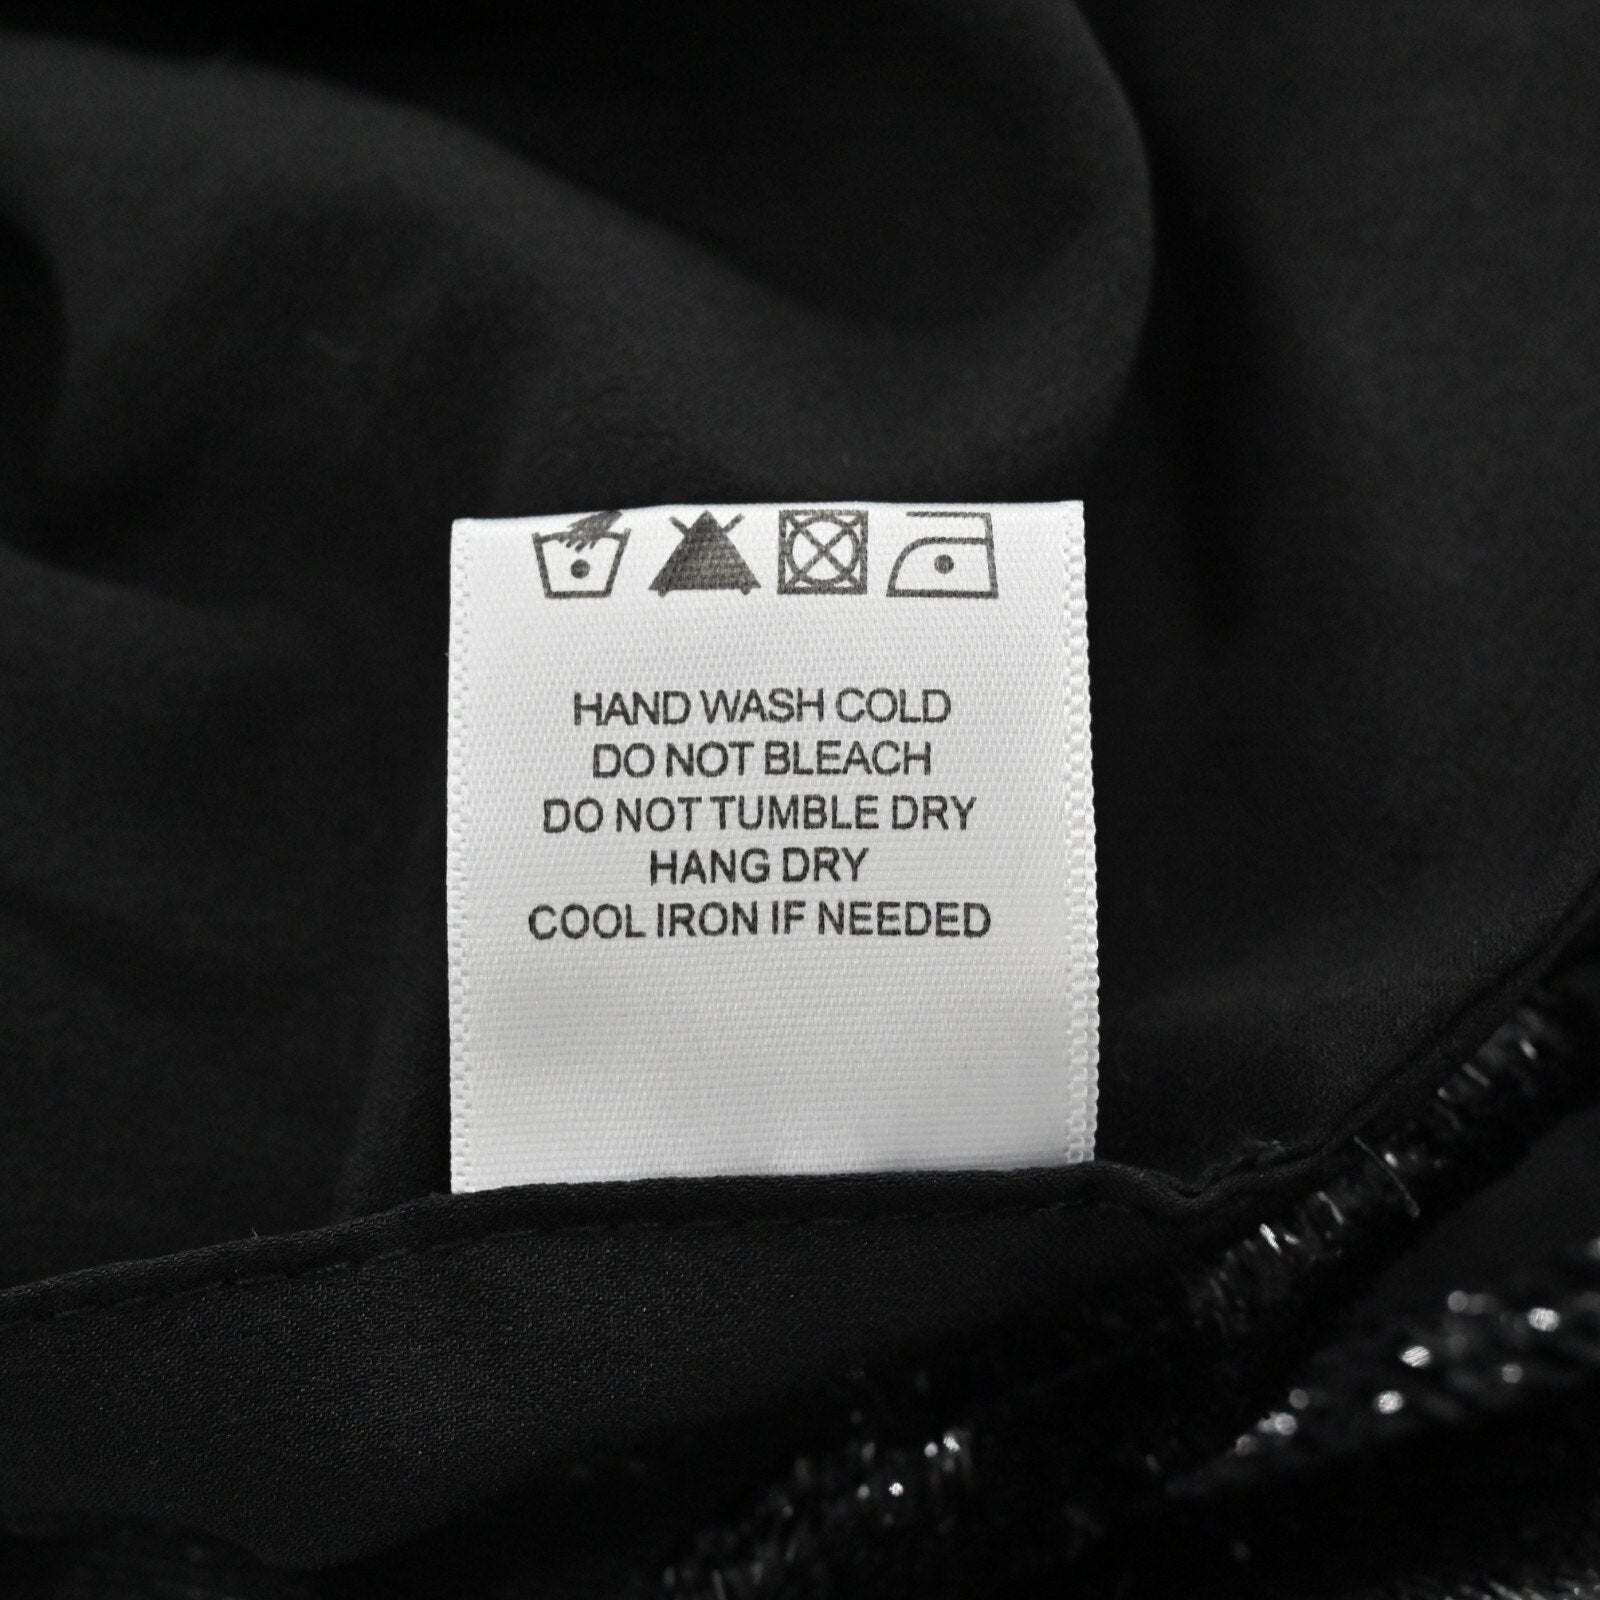 HAND WASH COLD
DO NOT BLEACH
DO NOT TUMBLE DRY
HANG DRY
COOL IRON IF NEEDED